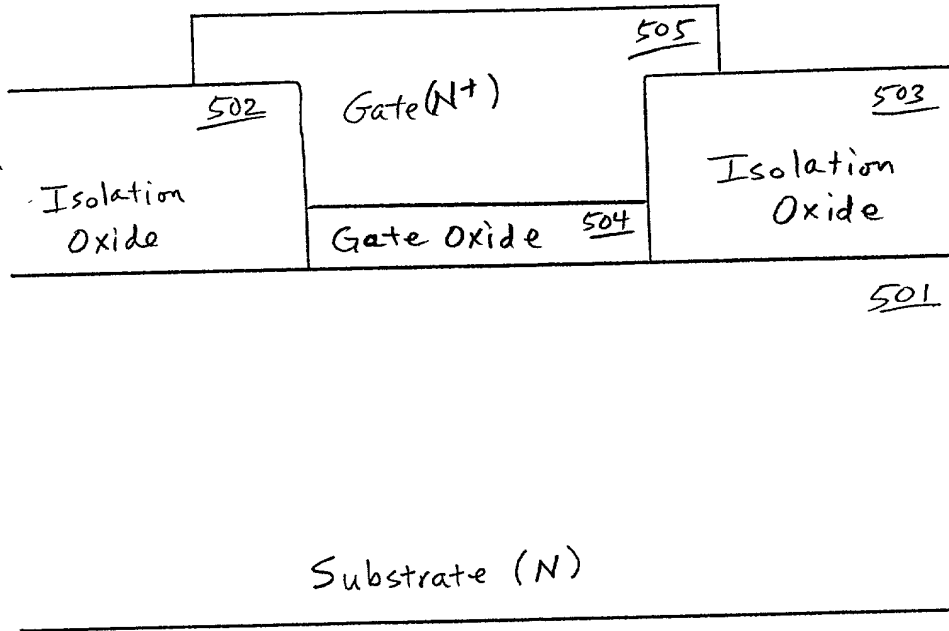 505
502
Gate (N+)
503
Isolation
Oxide
Isolation
Oxide
Gate Oxide
504
501
Substrate (N)